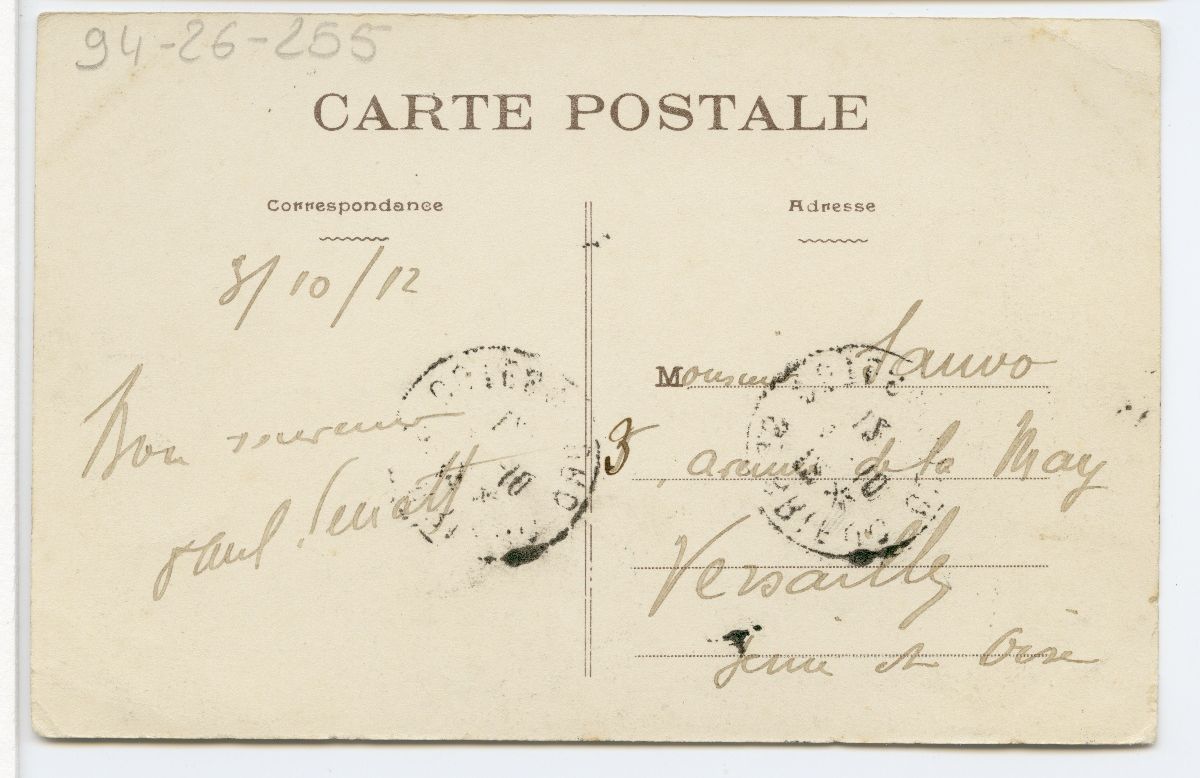 94-26-255
CARTE POSTALE
Correspondance
Adresse
8/10/12
Bon souvenir
Paul
Monsieur Sauvo
3, avenue de la May
Versailles
Seine et Oise